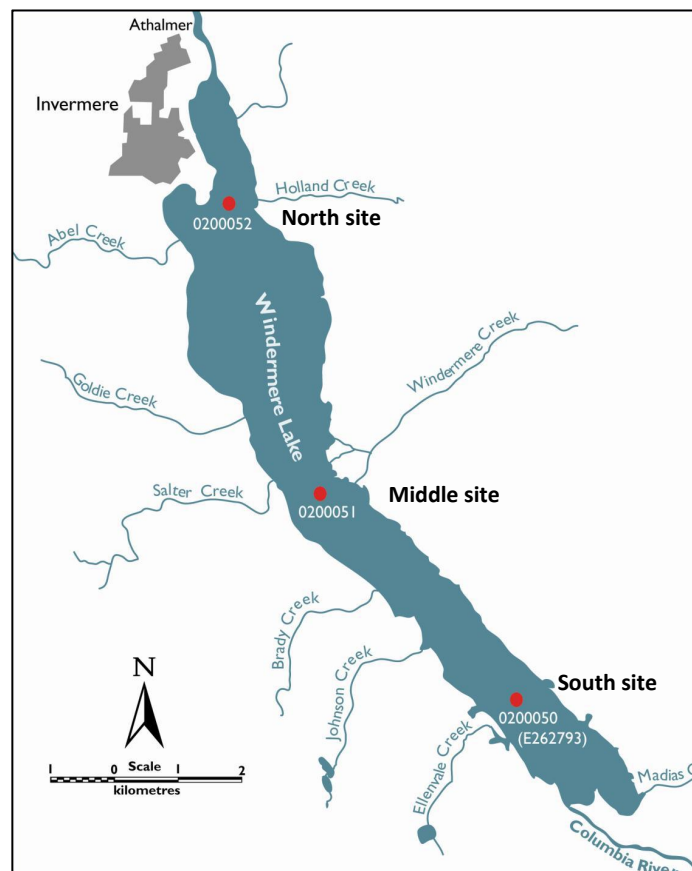 Athalmer
Invermere
Holland Creek
North site
0200052
Abel Creek
Windermere Lake
Windermere Creek
Goldie Creek
Middle site
Salter Creek
0200051
Brady Creek
Johnson Creek
South site
0200050
(E262793)
Ellenvale Creek
Madias C
Columbia River
N
Scale
1 0 1 2
kilometres